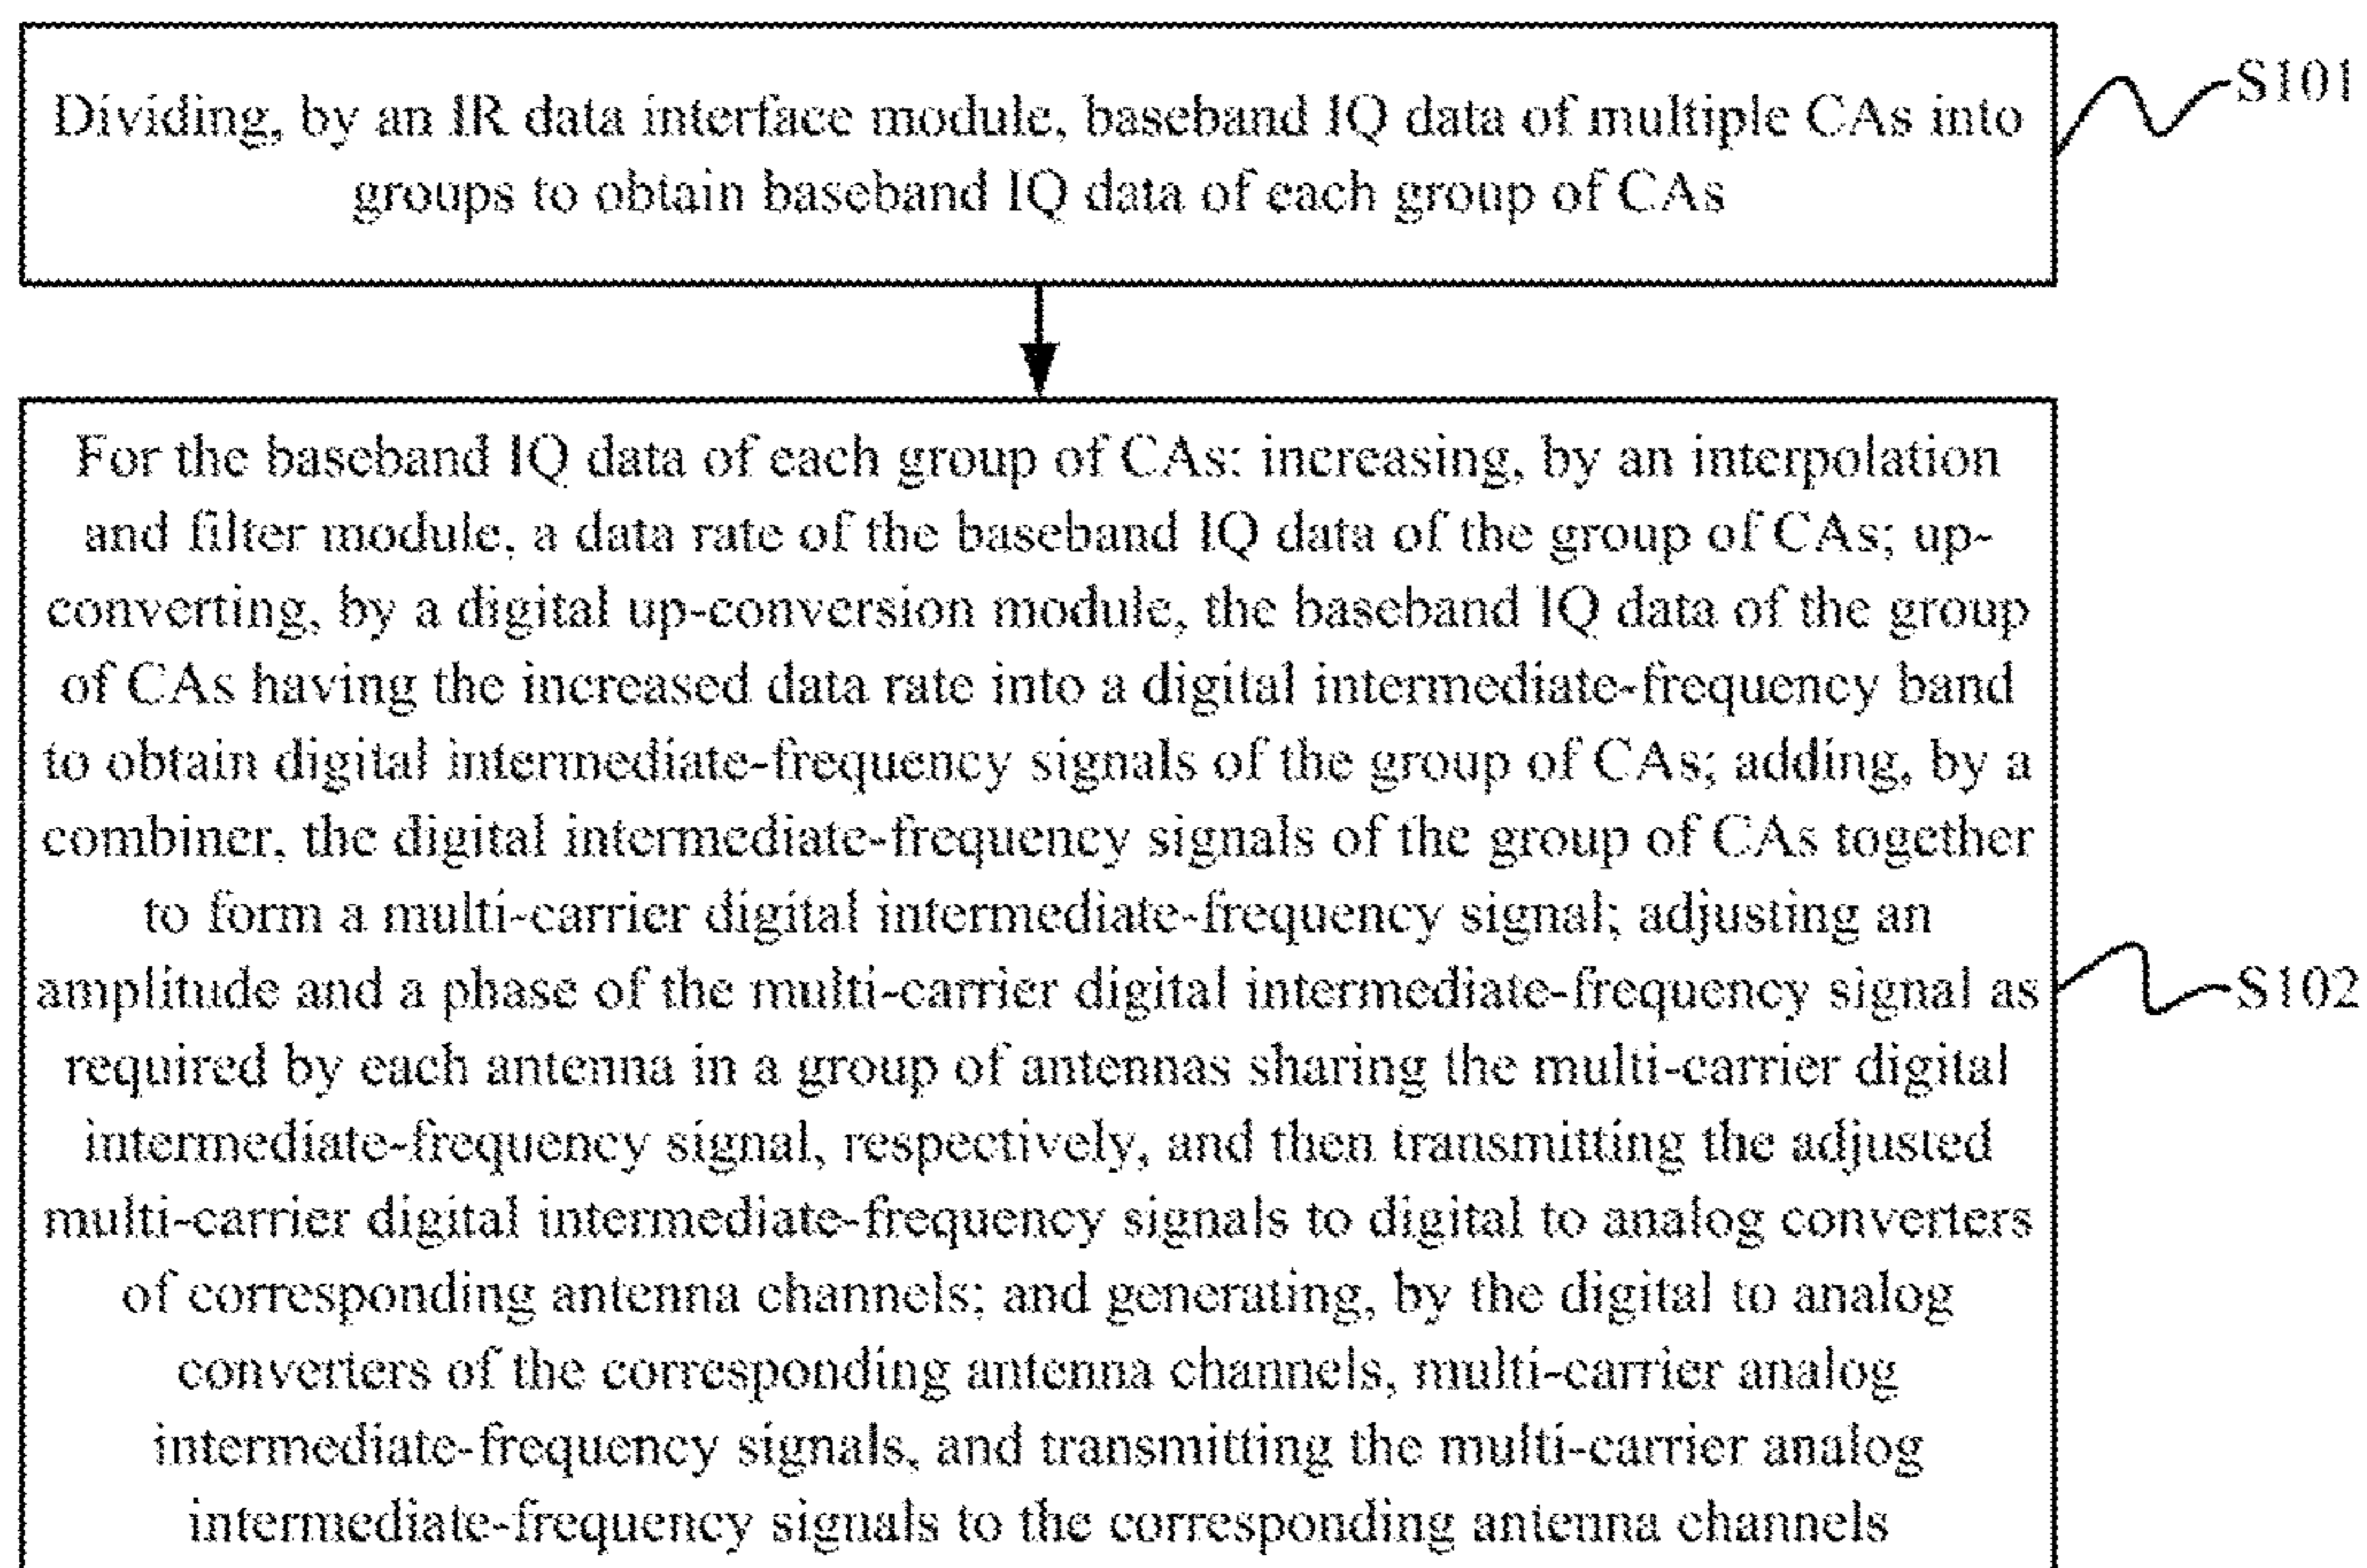 Dividing, by an IR data interface module, baseband IQ data of multiple CAs into
groups to obtain baseband IQ data of each group of CAs
S101
For the baseband IQ data of each group of CAs: increasing, by an interpolation
and filter module, a data rate of the baseband IQ data of the group of CAs; up-
converting, by a digital up-conversion module, the baseband IQ data of the group
of CAs having the increased data rate into a digital intermediate-frequency band
to obtain digital intermediate-frequency signals of the group of CAs; adding, by a
combiner, the digital intermediate-frequency signals of the group of CAs together
to form a multi-carrier digital intermediate-frequency signal; adjusting an
amplitude and a phase of the multi-carrier digital intermediate-frequency signal as
required by each antenna in a group of antennas sharing the multi-carrier digital
intermediate-frequency signal, respectively, and then transmitting the adjusted
multi-carrier digital intermediate-frequency signals to digital to analog converters
of corresponding antenna channels; and generating, by the digital to analog
converters of the corresponding antenna channels, multi-carrier analog
intermediate-frequency signals, and transmitting the multi-carrier analog
intermediate-frequency signals to the corresponding antenna channels
S102